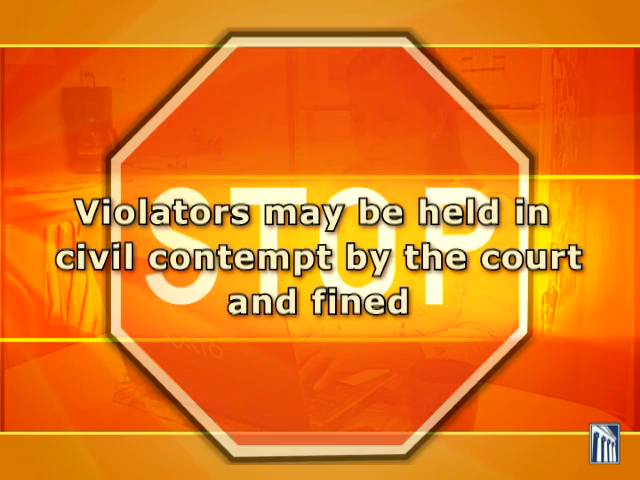 STOP
Violators may be held in
civil contempt by the court
and fined